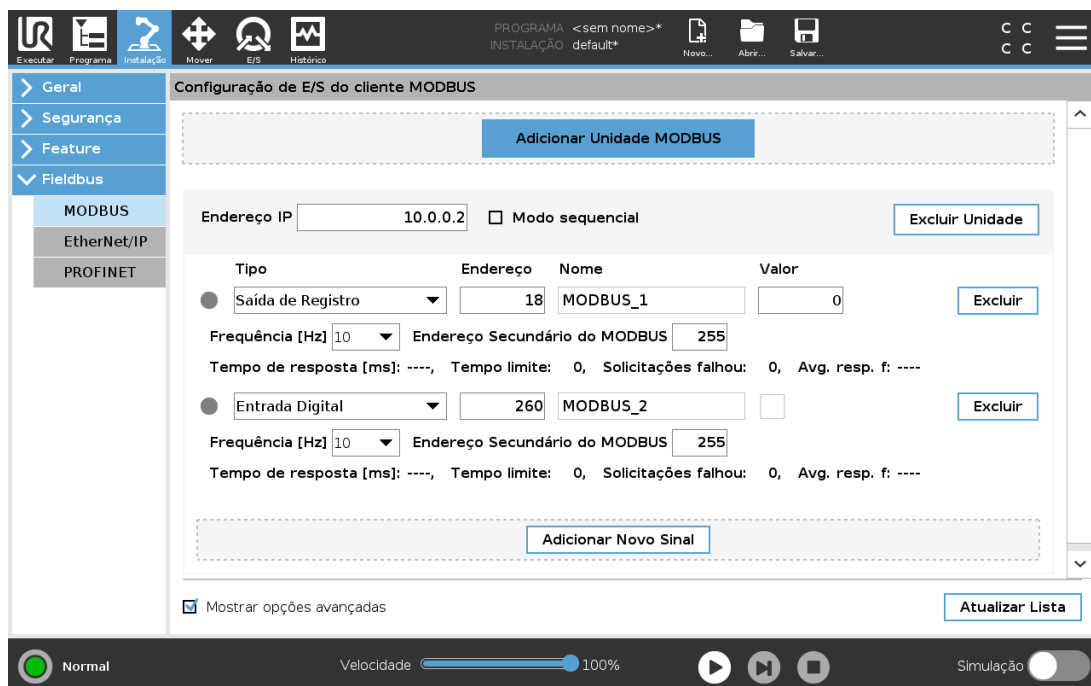 PROGRAMA <sem nome>*
INSTALAÇÃO default*
UR
Executar Programa Instalação Mover E/S Histórico Novo... Abrir... Salvar...
C C
C C
Geral
Segurança
Feature
Fieldbus
MODBUS
EtherNet/IP
PROFINET
Configuração de E/S do cliente MODBUS
Adicionar Unidade MODBUS
Endereço IP 10.0.0.2 Modo sequencial Excluir Unidade
Tipo Endereço Nome Valor
Saída de Registro 18 MODBUS_1 0 Excluir
Frequência [Hz] 10 Endereço Secundário do MODBUS 255
Tempo de resposta [ms]: ----, Tempo limite: 0, Solicitações falhou: 0, Avg. resp. f: ----
Entrada Digital 260 MODBUS_2 Excluir
Frequência [Hz] 10 Endereço Secundário do MODBUS 255
Tempo de resposta [ms]: ----, Tempo limite: 0, Solicitações falhou: 0, Avg. resp. f: ----
Adicionar Novo Sinal
Mostrar opções avançadas Atualizar Lista
Normal Velocidade 100% Simulação